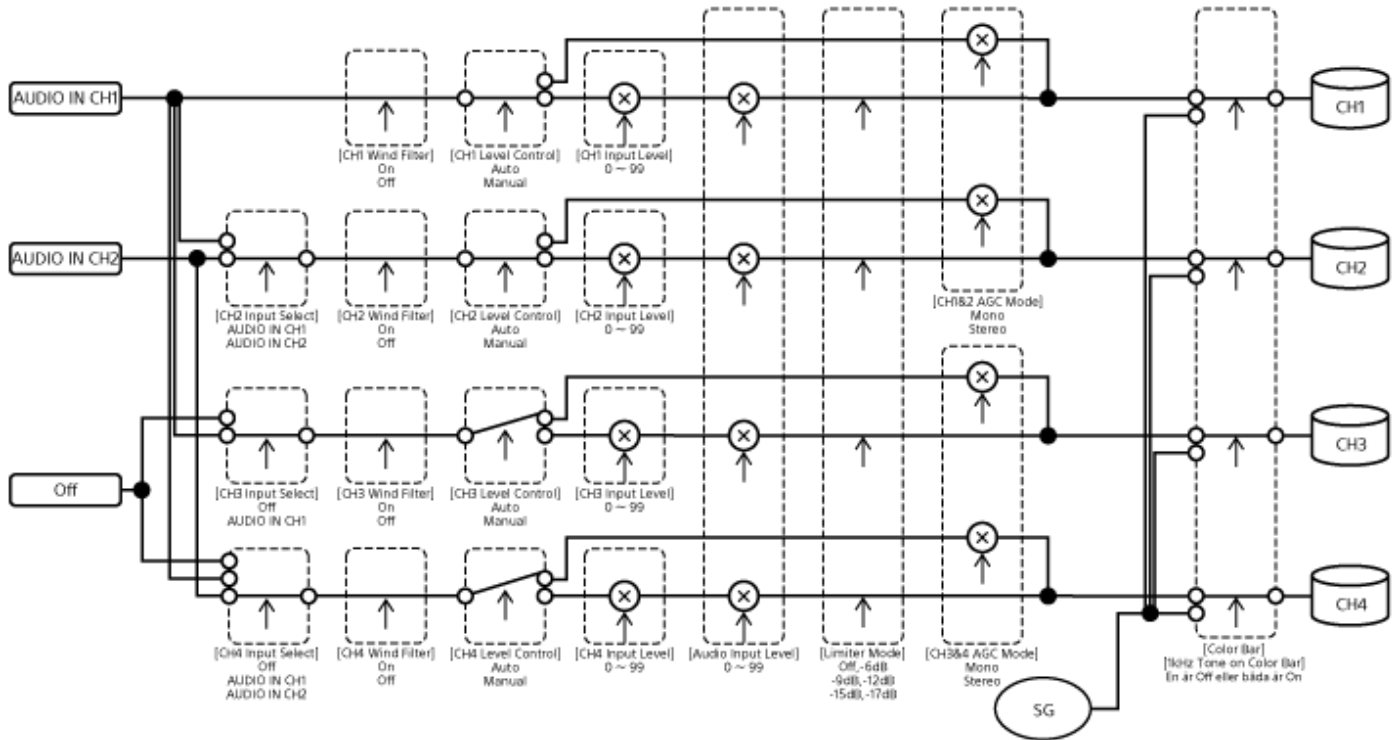 AUDIO IN CH1
[CH1 Wind Filter]
On
Off
[CH1 Level Control]
Auto
Manual
[CH1 Input Level]
0 ~ 99
CH1
AUDIO IN CH2
[CH2 Input Select]
AUDIO IN CH1
AUDIO IN CH2
[CH2 Wind Filter]
On
Off
[CH2 Level Control]
Auto
Manual
[CH2 Input Level]
0 ~ 99
[CH1&2 AGC Mode]
Mono
Stereo
CH2
Off
[CH3 Input Select]
Off
AUDIO IN CH1
[CH3 Wind Filter]
On
Off
[CH3 Level Control]
Auto
Manual
[CH3 Input Level]
0 ~ 99
CH3
[CH4 Input Select]
Off
AUDIO IN CH1
AUDIO IN CH2
[CH4 Wind Filter]
On
Off
[CH4 Level Control]
Auto
Manual
[CH4 Input Level]
0 ~ 99
[Audio Input Level]
0 ~ 99
[Limiter Mode]
Off,-6dB
-9dB,-12dB
-15dB,-17dB
[CH3&4 AGC Mode]
Mono
Stereo
[Color Bar]
[1kHz Tone on Color Bar]
En är Off eller båda är On
CH4
SG